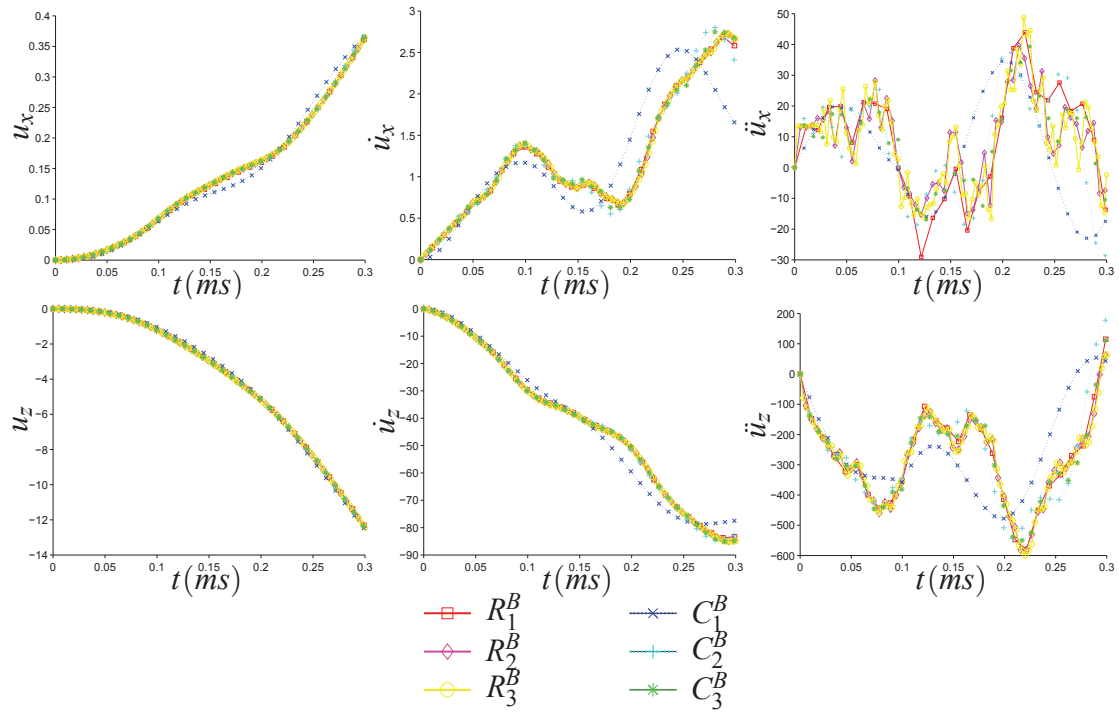 0.4
0.35
0.3
0.25
0.2
0.15
0.1
0.05
0
0 0.05 0.1 0.15 0.2 0.25 0.3
u_x
t(ms)
3
2.5
2
1.5
1
0.5
0
0 0.05 0.1 0.15 0.2 0.25 0.3
u̇_x
t(ms)
50
40
30
20
10
0
−10
−20
−30
0 0.05 0.1 0.15 0.2 0.25 0.3
ü_x
t(ms)
0
−2
−4
−6
−8
−10
−12
−14
0 0.05 0.1 0.15 0.2 0.25 0.3
u_z
t(ms)
0
−10
−20
−30
−40
−50
−60
−70
−80
−90
0 0.05 0.1 0.15 0.2 0.25 0.3
u̇_z
t(ms)
200
100
0
−100
−200
−300
−400
−500
−600
0 0.05 0.1 0.15 0.2 0.25 0.3
ü_z
t(ms)
R_1^B
R_2^B
R_3^B
C_1^B
C_2^B
C_3^B